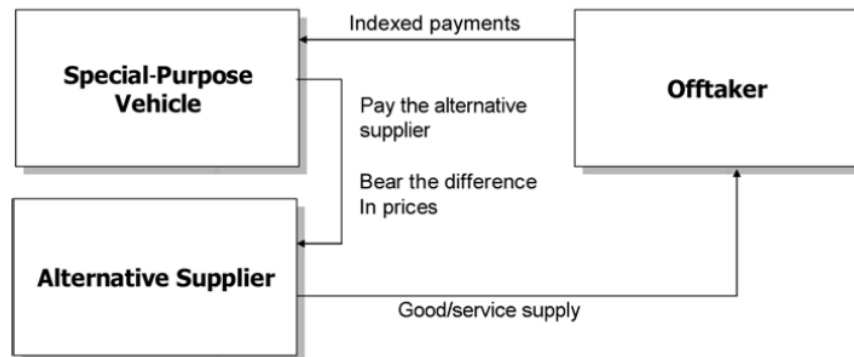 Indexed payments
Special-Purpose
Vehicle
Offtaker
Pay the alternative
supplier
Bear the difference
In prices
Alternative Supplier
Good/service supply